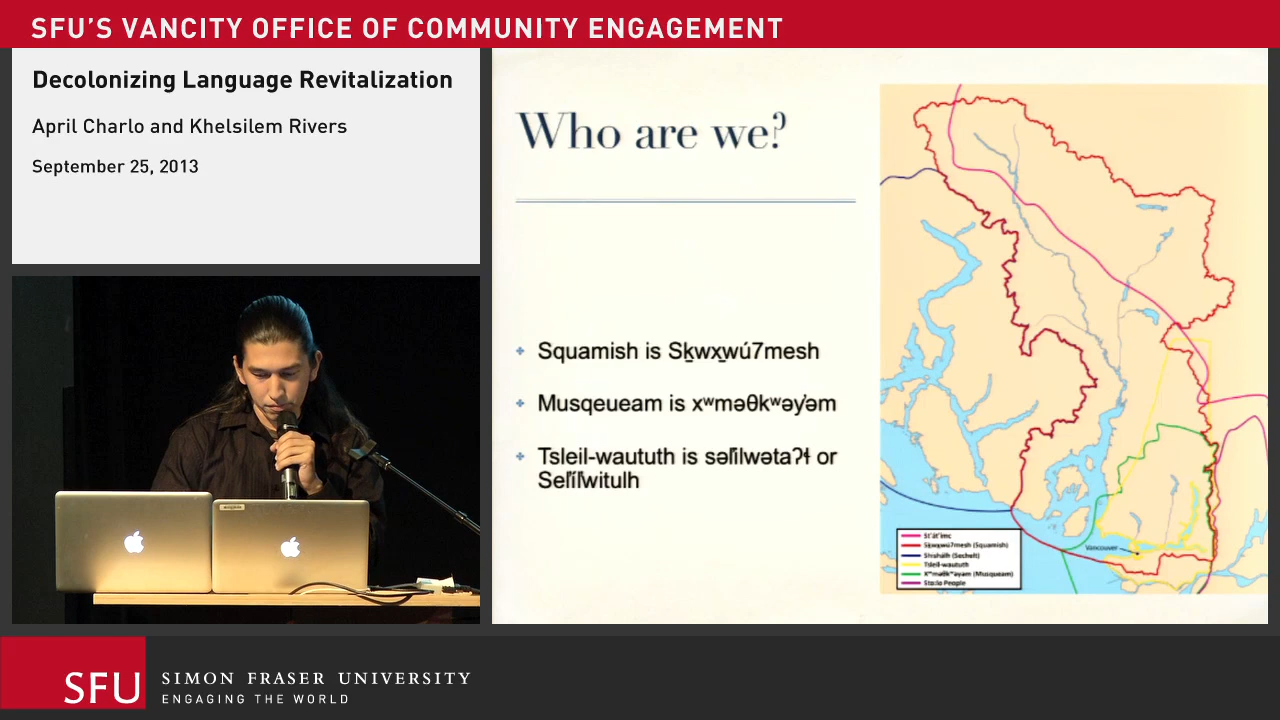 SFU'S VANCITY OFFICE OF COMMUNITY ENGAGEMENT
Decolonizing Language Revitalization
April Charlo and Khelsilem Rivers
September 25, 2013
Who are we?
Squamish is Sḵwx̱wú7mesh
Musqeueam is xʷməθkʷəy̓əm
Tsleil-waututh is səl̓ilwətaʔɬ or
Sel̓íl̓witulh
Vancouver
St'át'imc
Sḵwx̱wú7mesh (Squamish)
Shíshálh (Sechelt)
Tsleil-waututh
Xʷməθkʷəyəm (Musqueam)
Sto:lo People
SFU
SIMON FRASER UNIVERSITY
ENGAGING THE WORLD